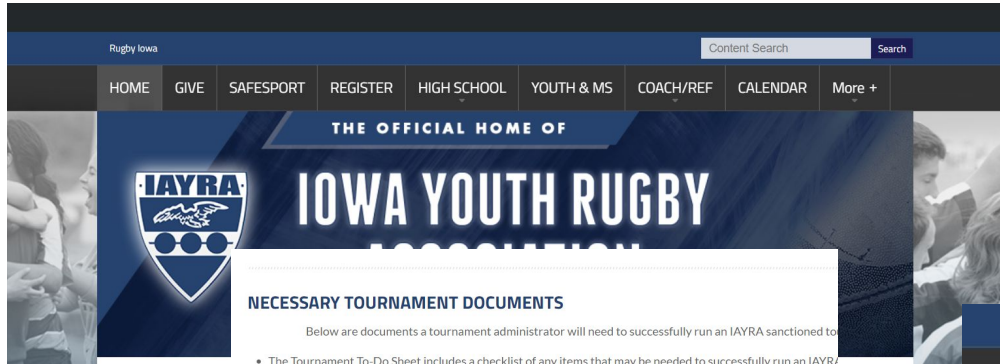 Rugby Iowa
Content Search
Search
HOME GIVE SAFESPORT REGISTER HIGH SCHOOL YOUTH & MS COACH/REF CALENDAR More +
THE OFFICIAL HOME OF
·IAYRA·
IOWA YOUTH RUGBY
ASSOCIATION
NECESSARY TOURNAMENT DOCUMENTS
Below are documents a tournament administrator will need to successfully run an IAYRA sanctioned tou
• The Tournament To-Do Sheet includes a checklist of any items that may be needed to successfully run an IAYRA